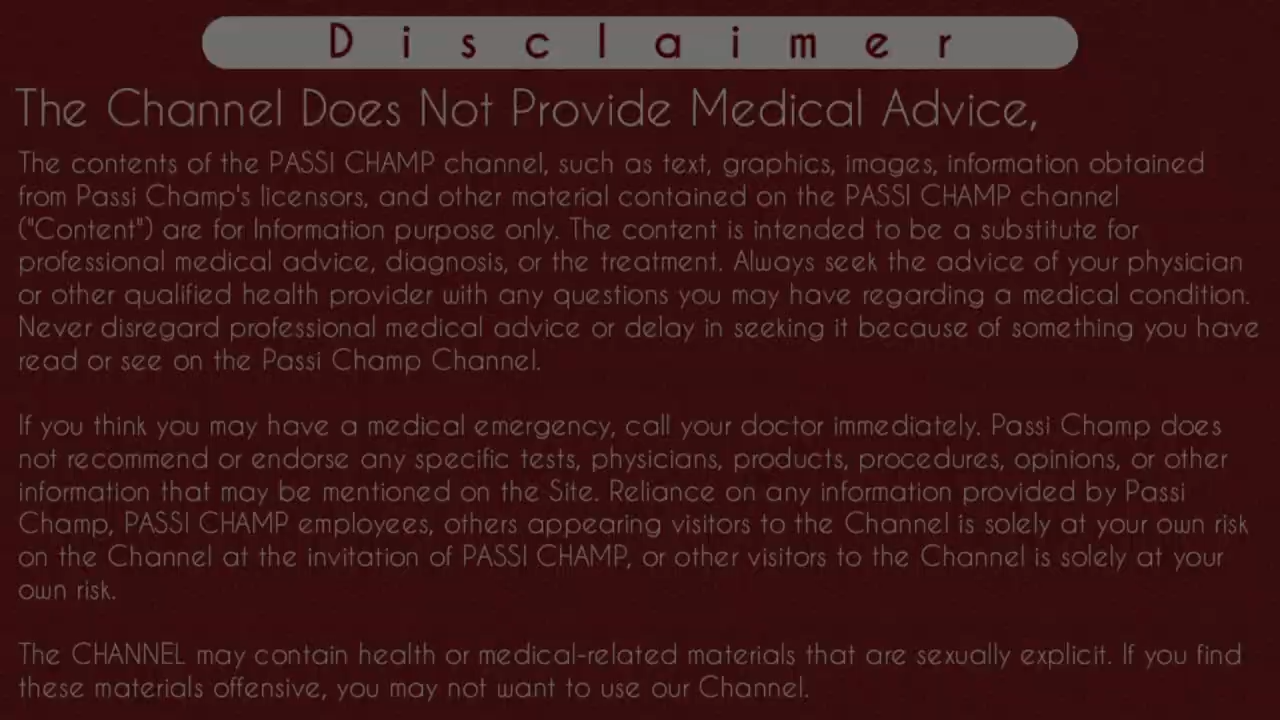 Disclaimer
The Channel Does Not Provide Medical Advice,
The contents of the PASSI CHAMP channel, such as text, graphics, images, information obtained
from Passi Champ's licensors, and other material contained on the PASSI CHAMP channel
("Content") are for Information purpose only. The content is intended to be a substitute for
professional medical advice, diagnosis, or the treatment. Always seek the advice of your physician
or other qualified health provider with any questions you may have regarding a medical condition.
Never disregard professional medical advice or delay in seeking it because of something you have
read or see on the Passi Champ Channel.
If you think you may have a medical emergency, call your doctor immediately. Passi Champ does
not recommend or endorse any specific tests, physicians, products, procedures, opinions, or other
information that may be mentioned on the Site. Reliance on any information provided by Passi
Champ, PASSI CHAMP employees, others appearing visitors to the Channel is solely at your own risk
on the Channel at the invitation of PASSI CHAMP, or other visitors to the Channel is solely at your
own risk.
The CHANNEL may contain health or medical-related materials that are sexually explicit. If you find
these materials offensive, you may not want to use our Channel.